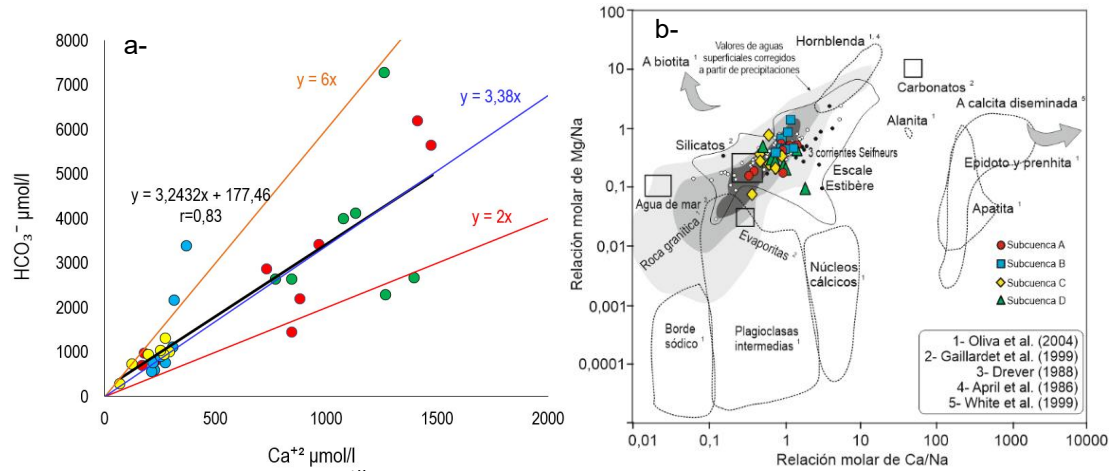 a-
8000
7000
6000
5000
4000
3000
2000
1000
0
HCO₃⁻ µmol/l
0 500 1000 1500 2000
Ca⁺² µmol/l
y = 6x
y = 3,38x
y = 3,2432x + 177,46
r=0,83
y = 2x
b-
100
10
1
0,1
0,01
0,001
0,0001
Relación molar de Mg/Na
0,01 0,1 1 10 100 1000 10000
Relación molar de Ca/Na
A biotita ¹
Valores de aguas
superficiales corregidos
a partir de precipitaciones
Hornblenda ¹˒⁴
Carbonatos ²
A calcita diseminada ⁵
Alanita ¹
Silicatos ²
3 corrientes Seifneurs
Escale
Estibère
Epidoto y prenhita ¹
Apatita ¹
Agua de mar ³
Roca granítica ¹
Evaporitas ²
Núcleos
cálcicos ¹
Borde
sódico ¹
Plagioclasas
intermedias ¹
Subcuenca A
Subcuenca B
Subcuenca C
Subcuenca D
1- Oliva et al. (2004)
2- Gaillardet et al. (1999)
3- Drever (1988)
4- April et al. (1986)
5- White et al. (1999)